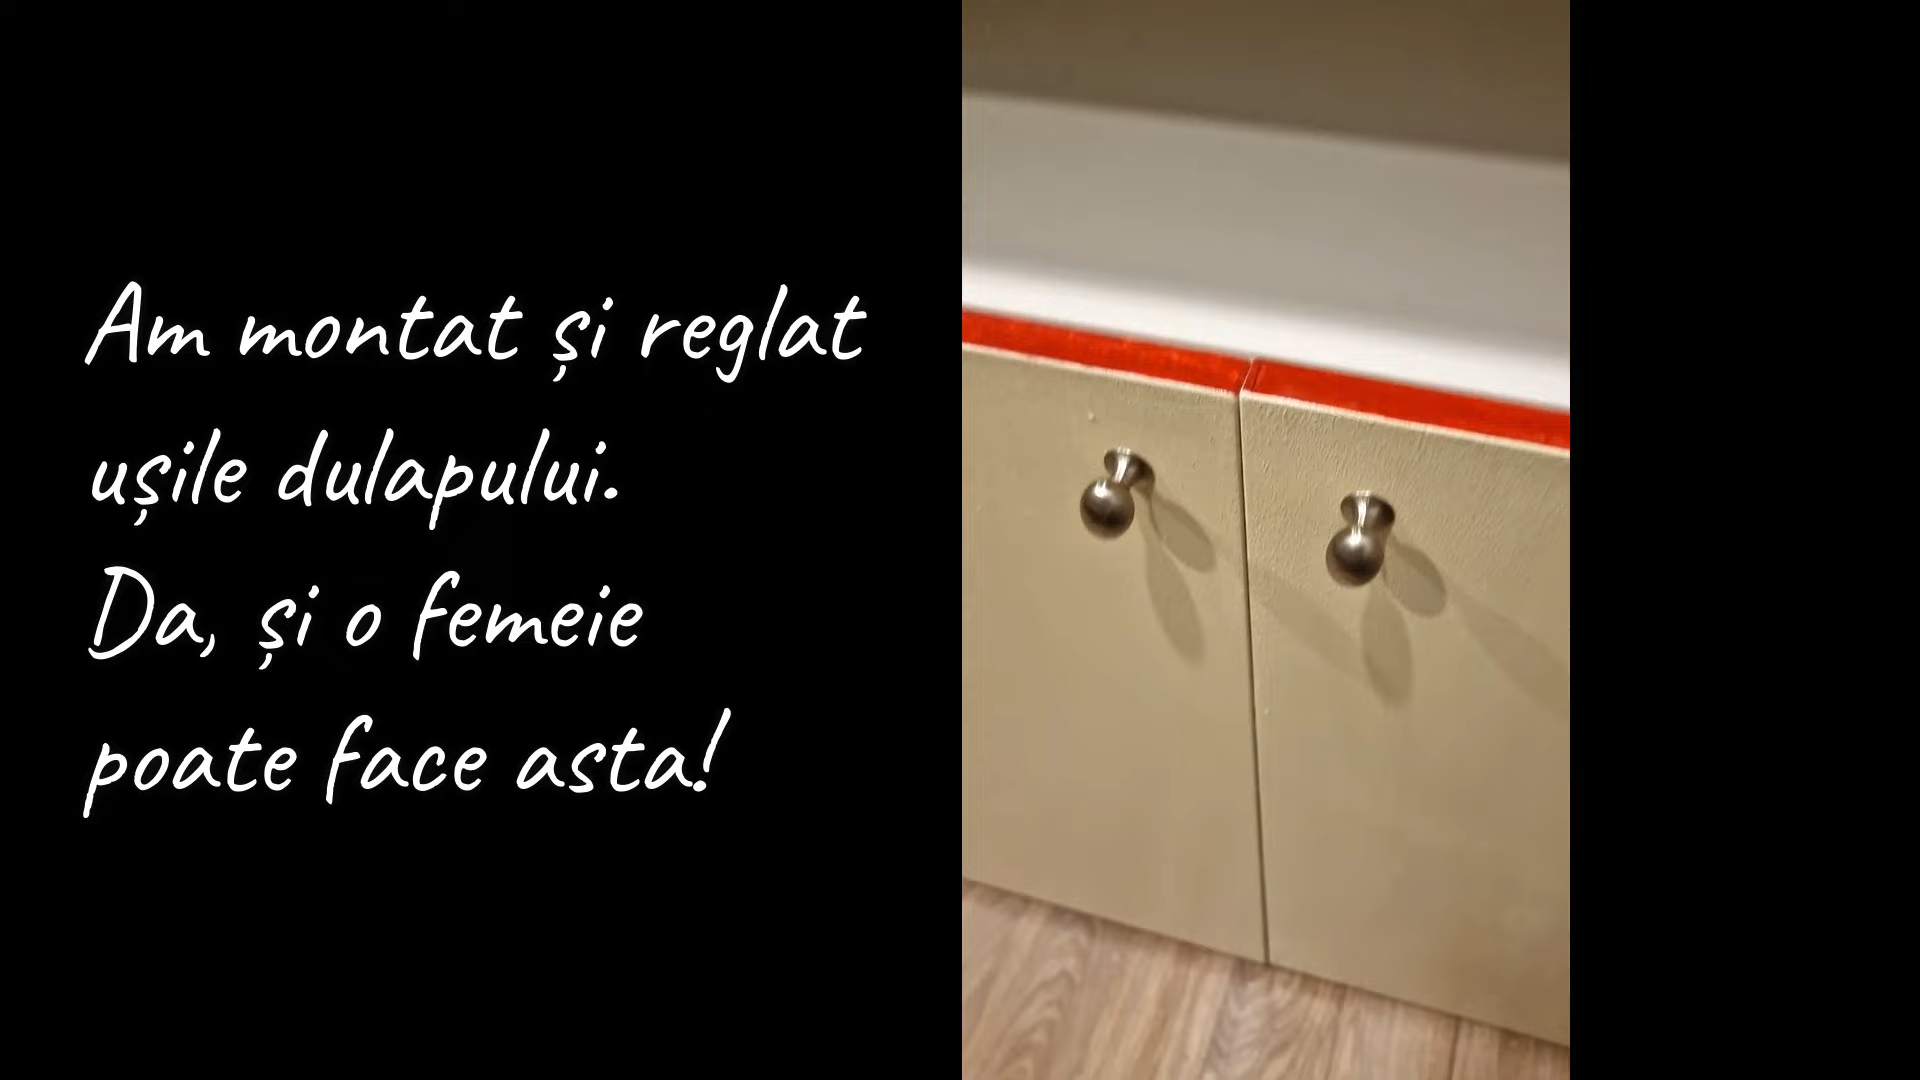 Am montat și reglat
ușile dulapului.
Da, și o femeie
poate face asta!